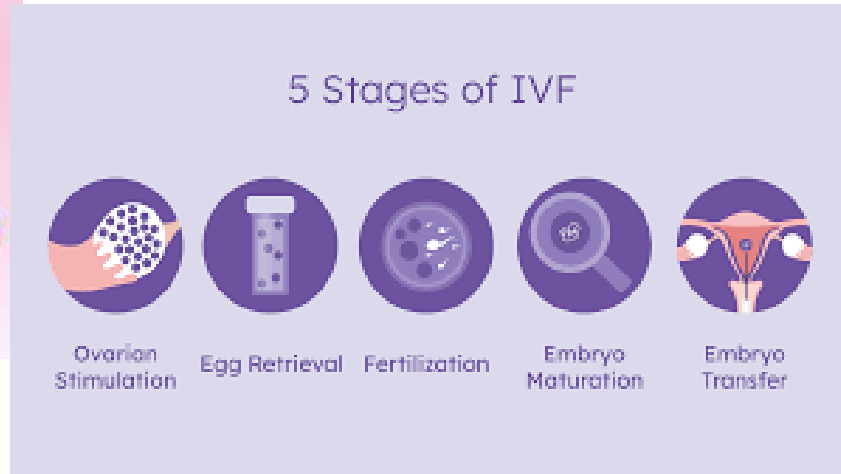 5 Stages of IVF
Ovarian
Stimulation
Egg Retrieval
Fertilization
Embryo
Maturation
Embryo
Transfer